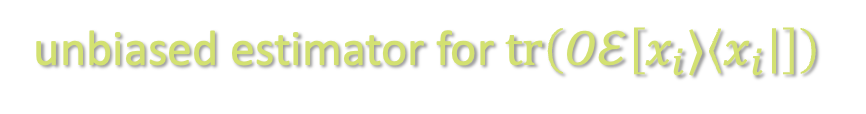 unbiased estimator for tr(𝑂ℰ[𝒙ᵢ⟩⟨𝒙ᵢ|])